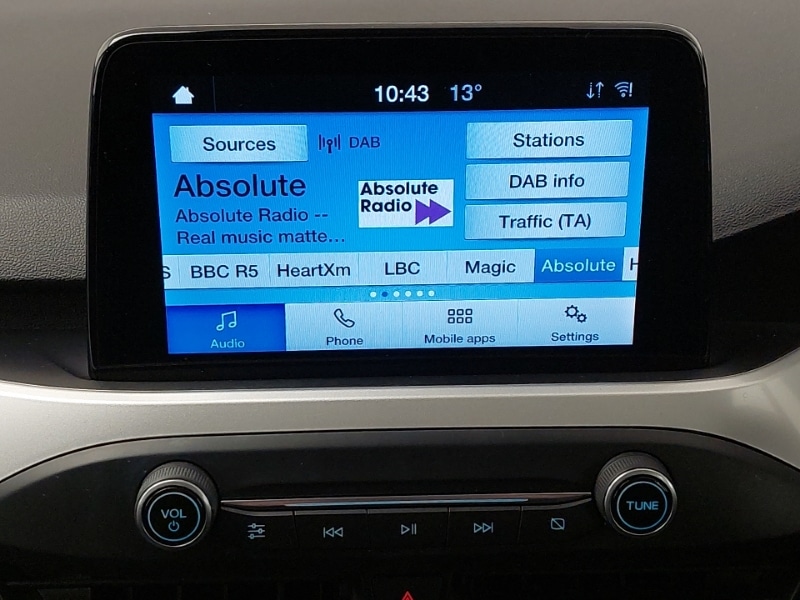 10:43 13°
Sources DAB Stations
Absolute
Absolute Radio
DAB info
Absolute Radio --
Real music matte...
Traffic (TA)
S BBC R5 HeartXm LBC Magic Absolute H
Audio Phone Mobile apps Settings
VOL TUNE